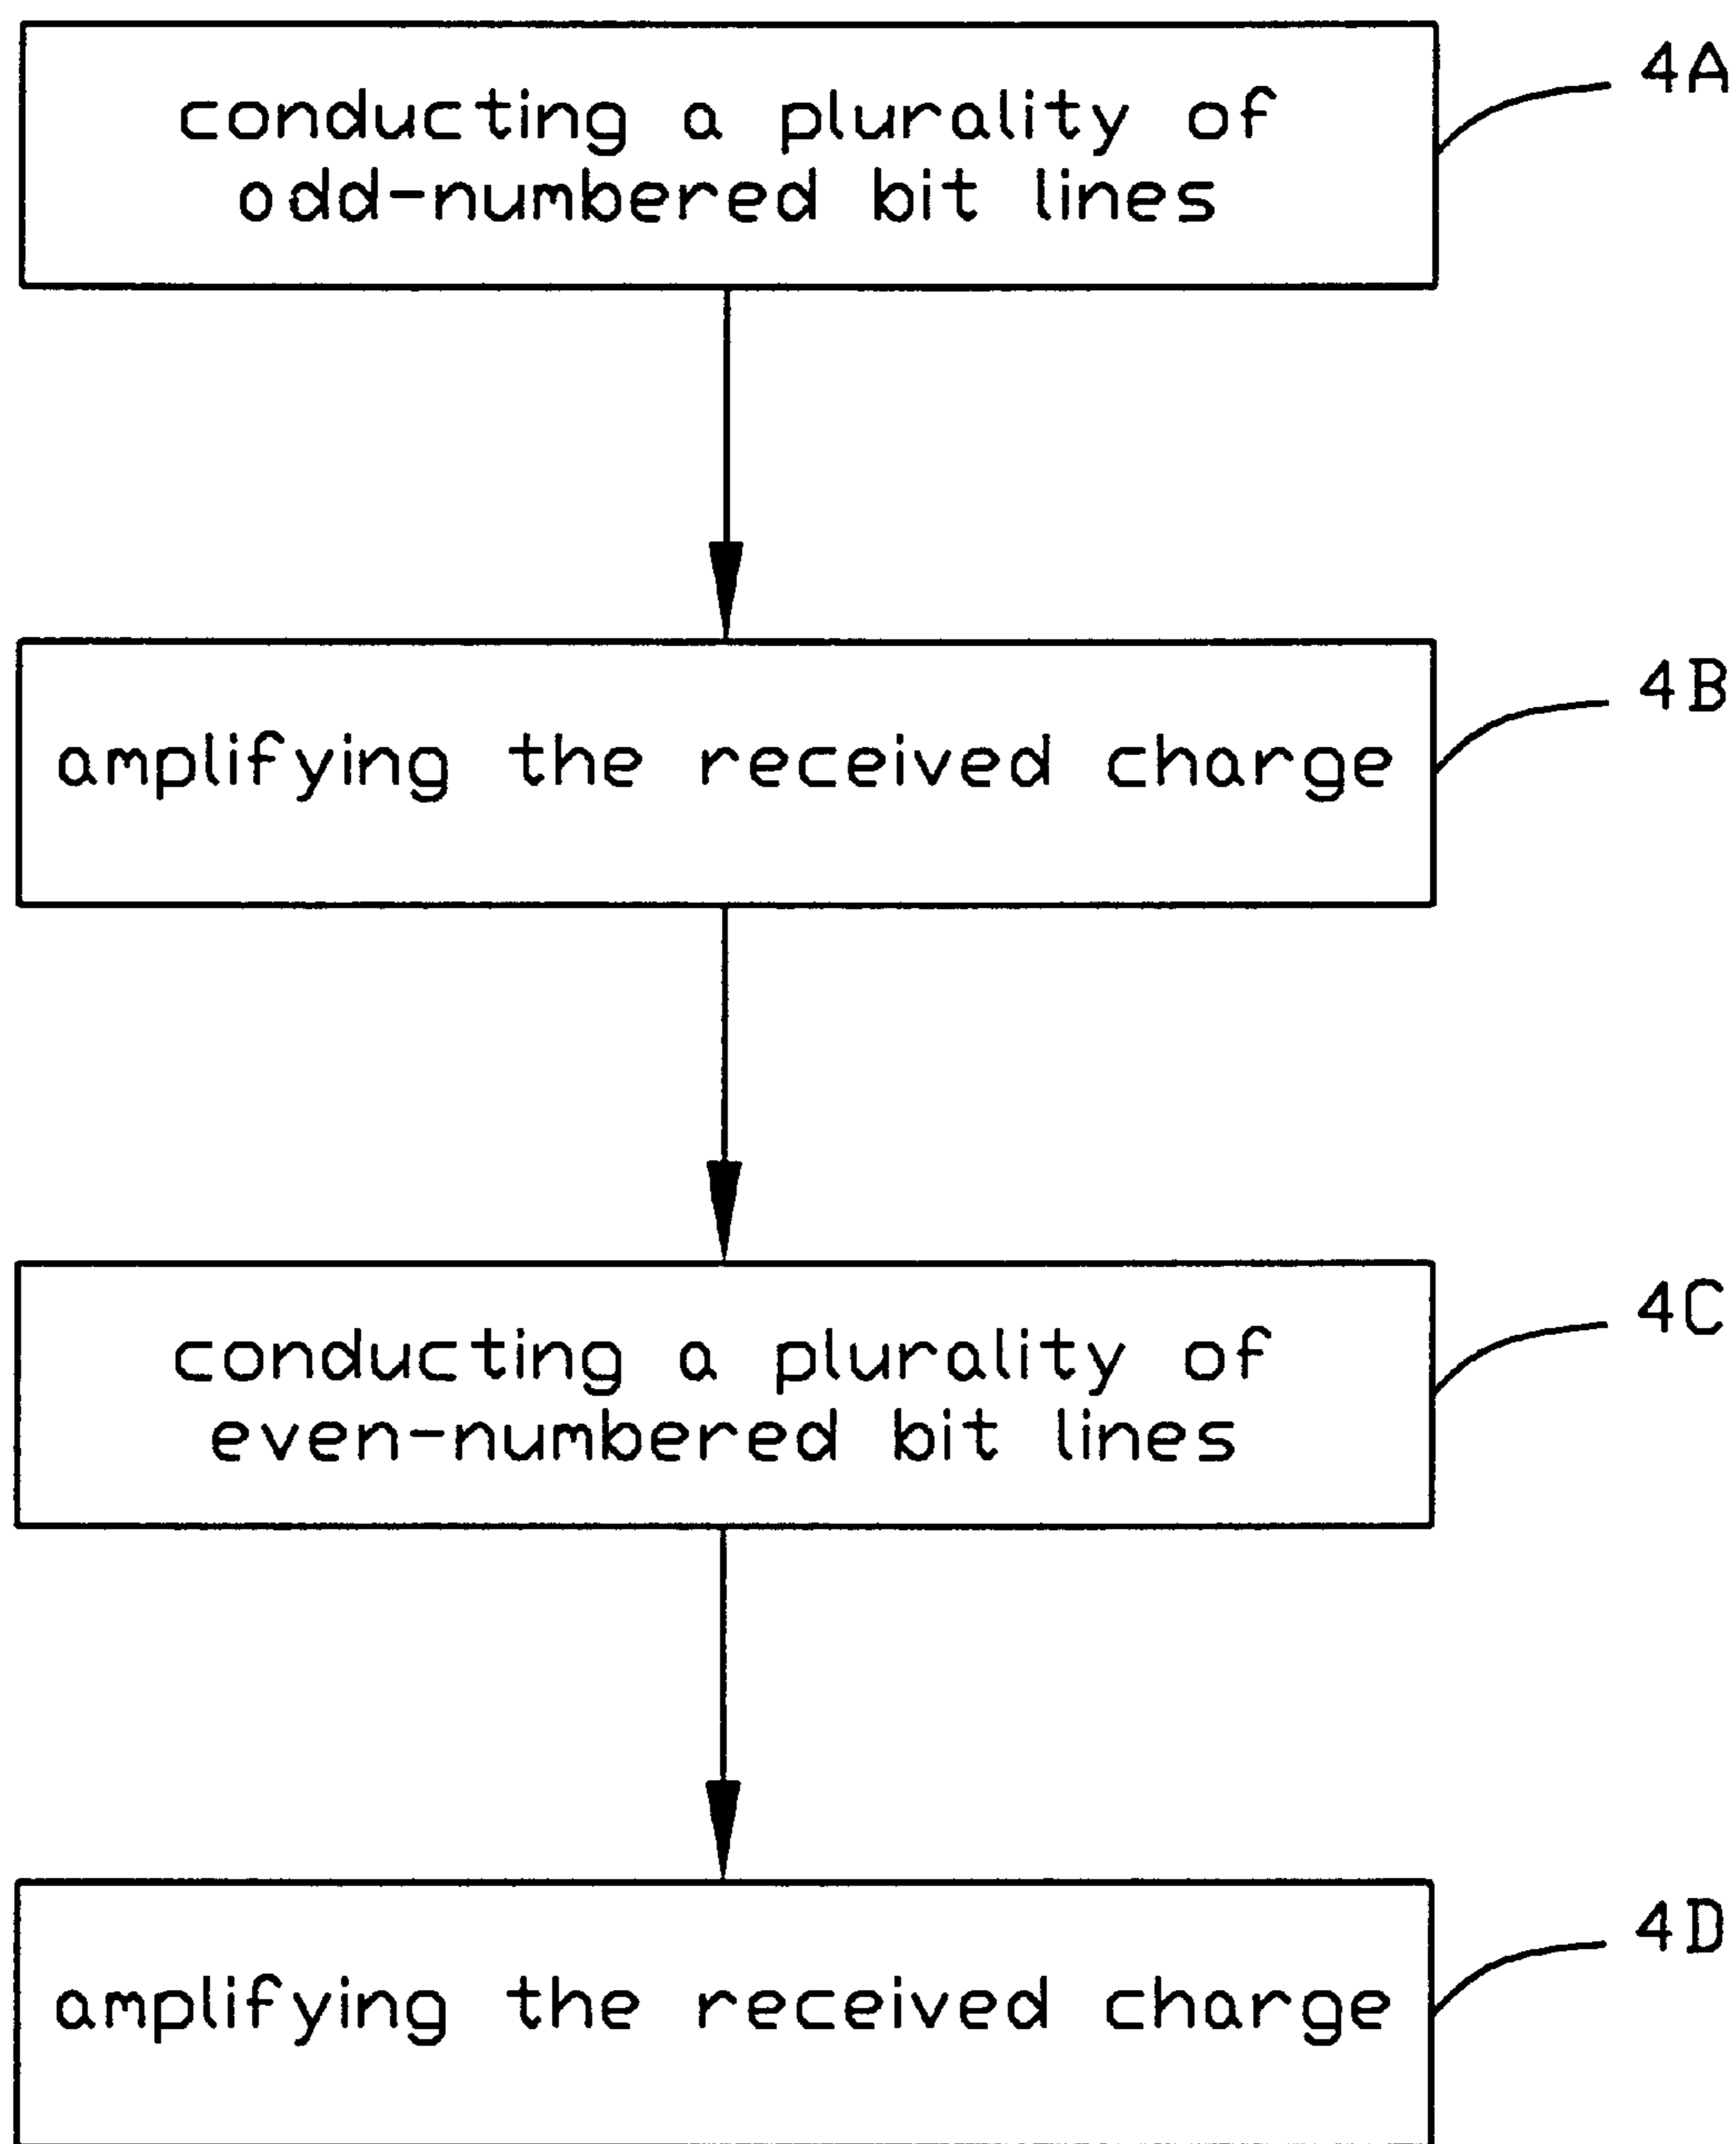 4A
conducting a plurality of
odd-numbered bit lines
4B
amplifying the received charge
4C
conducting a plurality of
even-numbered bit lines
4D
amplifying the received charge